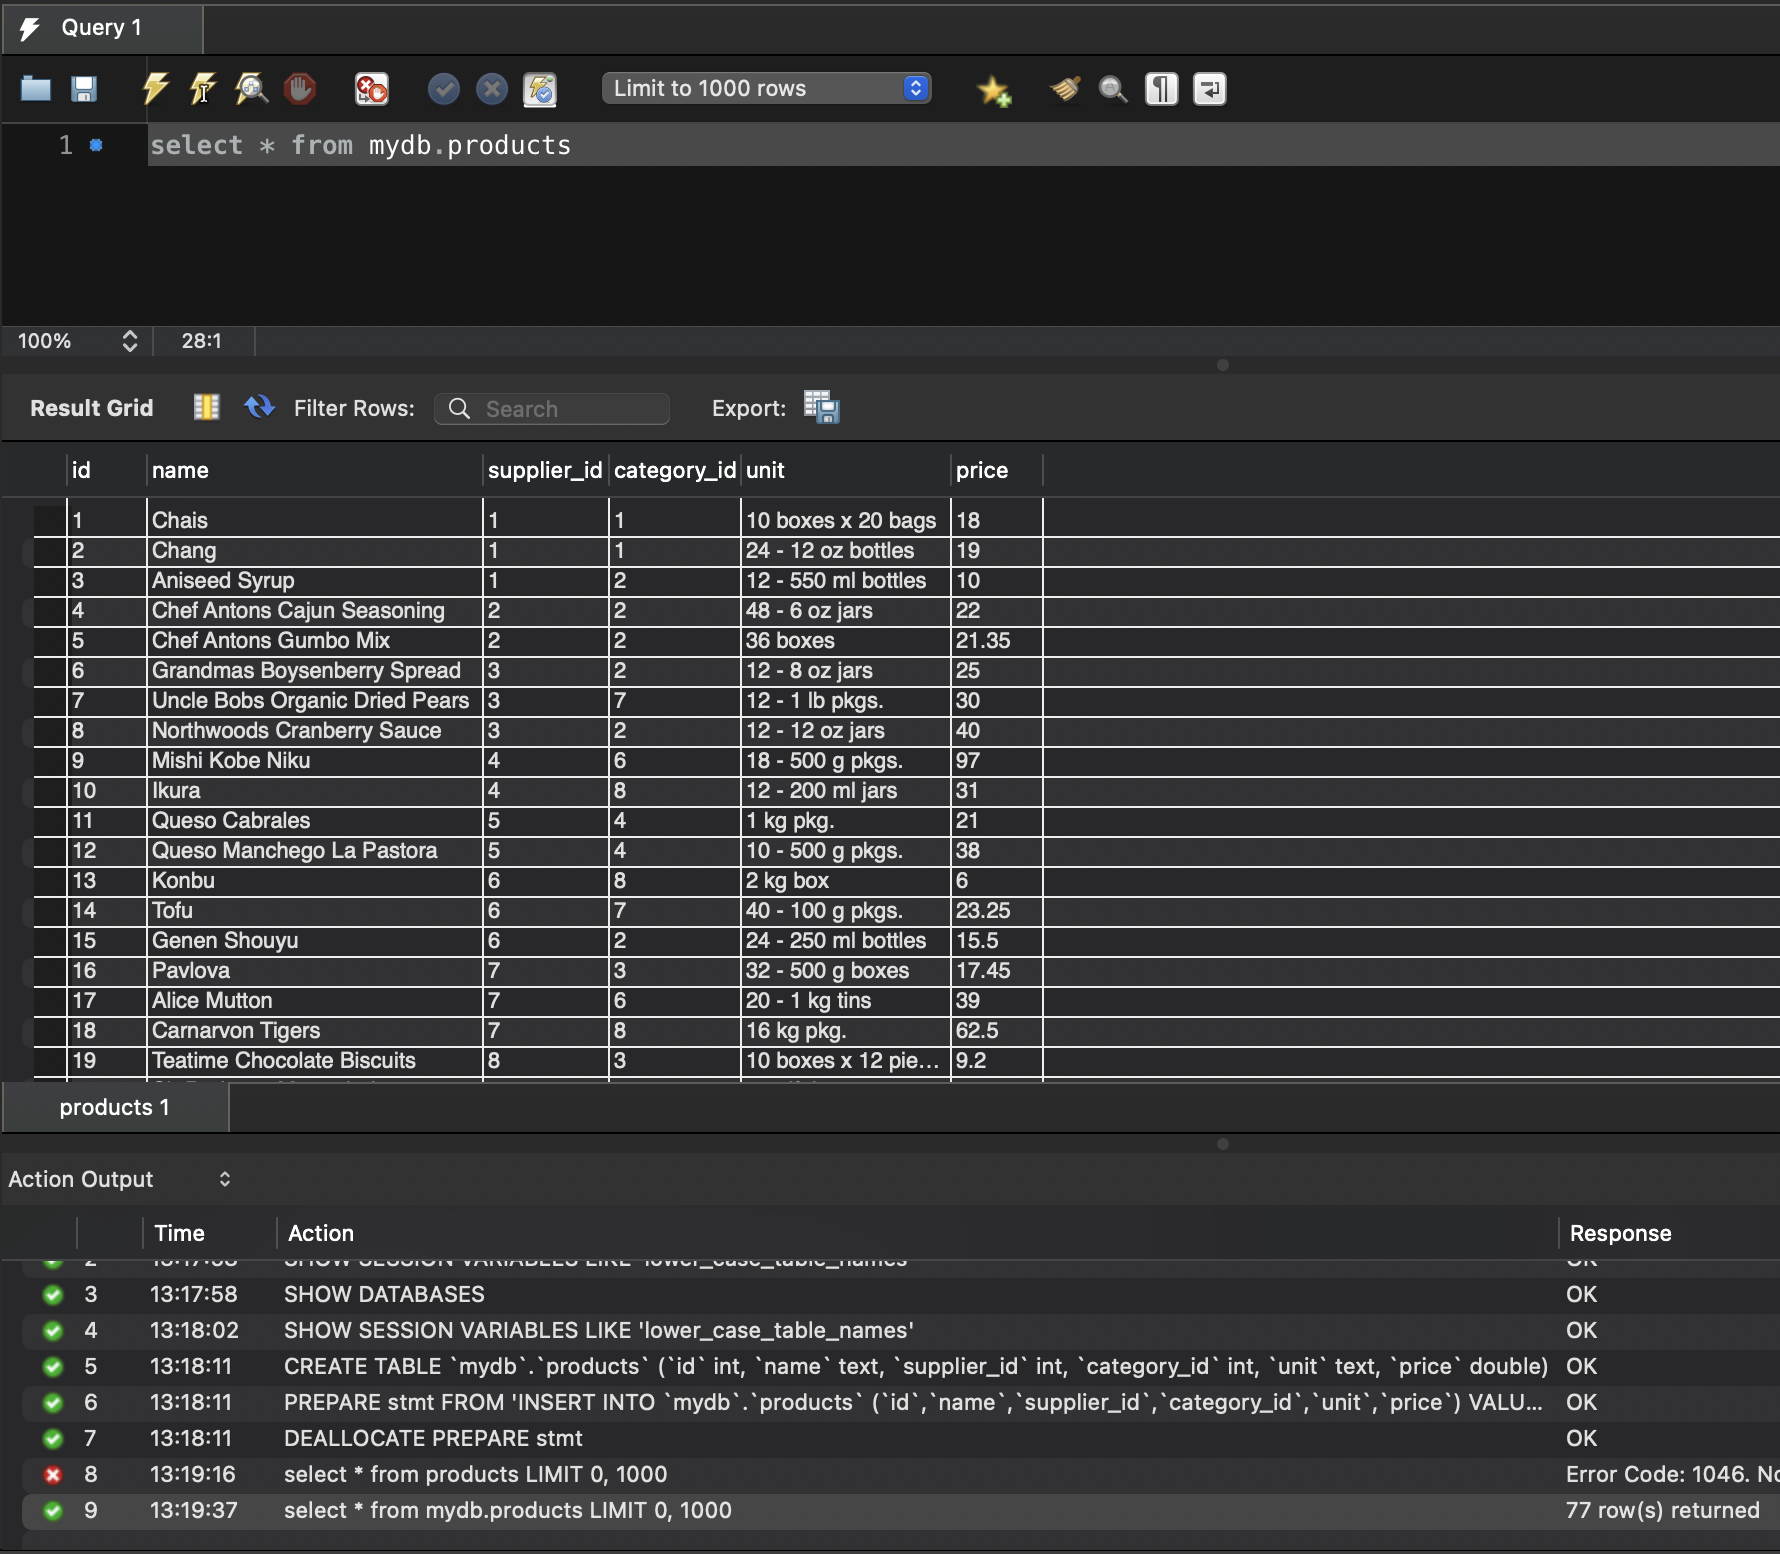 Query 1
Limit to 1000 rows
1 select * from mydb.products
100% 28:1
Result Grid Filter Rows: Search Export:
id name supplier_id category_id unit price
1 Chais 1 1 10 boxes x 20 bags 18
2 Chang 1 1 24 - 12 oz bottles 19
3 Aniseed Syrup 1 2 12 - 550 ml bottles 10
4 Chef Antons Cajun Seasoning 2 2 48 - 6 oz jars 22
5 Chef Antons Gumbo Mix 2 2 36 boxes 21.35
6 Grandmas Boysenberry Spread 3 2 12 - 8 oz jars 25
7 Uncle Bobs Organic Dried Pears 3 7 12 - 1 lb pkgs. 30
8 Northwoods Cranberry Sauce 3 2 12 - 12 oz jars 40
9 Mishi Kobe Niku 4 6 18 - 500 g pkgs. 97
10 Ikura 4 8 12 - 200 ml jars 31
11 Queso Cabrales 5 4 1 kg pkg. 21
12 Queso Manchego La Pastora 5 4 10 - 500 g pkgs. 38
13 Konbu 6 8 2 kg box 6
14 Tofu 6 7 40 - 100 g pkgs. 23.25
15 Genen Shouyu 6 2 24 - 250 ml bottles 15.5
16 Pavlova 7 3 32 - 500 g boxes 17.45
17 Alice Mutton 7 6 20 - 1 kg tins 39
18 Carnarvon Tigers 7 8 16 kg pkg. 62.5
19 Teatime Chocolate Biscuits 8 3 10 boxes x 12 pie... 9.2
products 1
Action Output
Time Action Response
SHOW SESSION VARIABLES LIKE 'lower_case_table_names' OK
3 13:17:58 SHOW DATABASES OK
4 13:18:02 SHOW SESSION VARIABLES LIKE 'lower_case_table_names' OK
5 13:18:11 CREATE TABLE `mydb`.`products` (`id` int, `name` text, `supplier_id` int, `category_id` int, `unit` text, `price` double) OK
6 13:18:11 PREPARE stmt FROM 'INSERT INTO `mydb`.`products` (`id`,`name`,`supplier_id`,`category_id`,`unit`,`price`) VALU... OK
7 13:18:11 DEALLOCATE PREPARE stmt OK
8 13:19:16 select * from products LIMIT 0, 1000 Error Code: 1046. No
9 13:19:37 select * from mydb.products LIMIT 0, 1000 77 row(s) returned